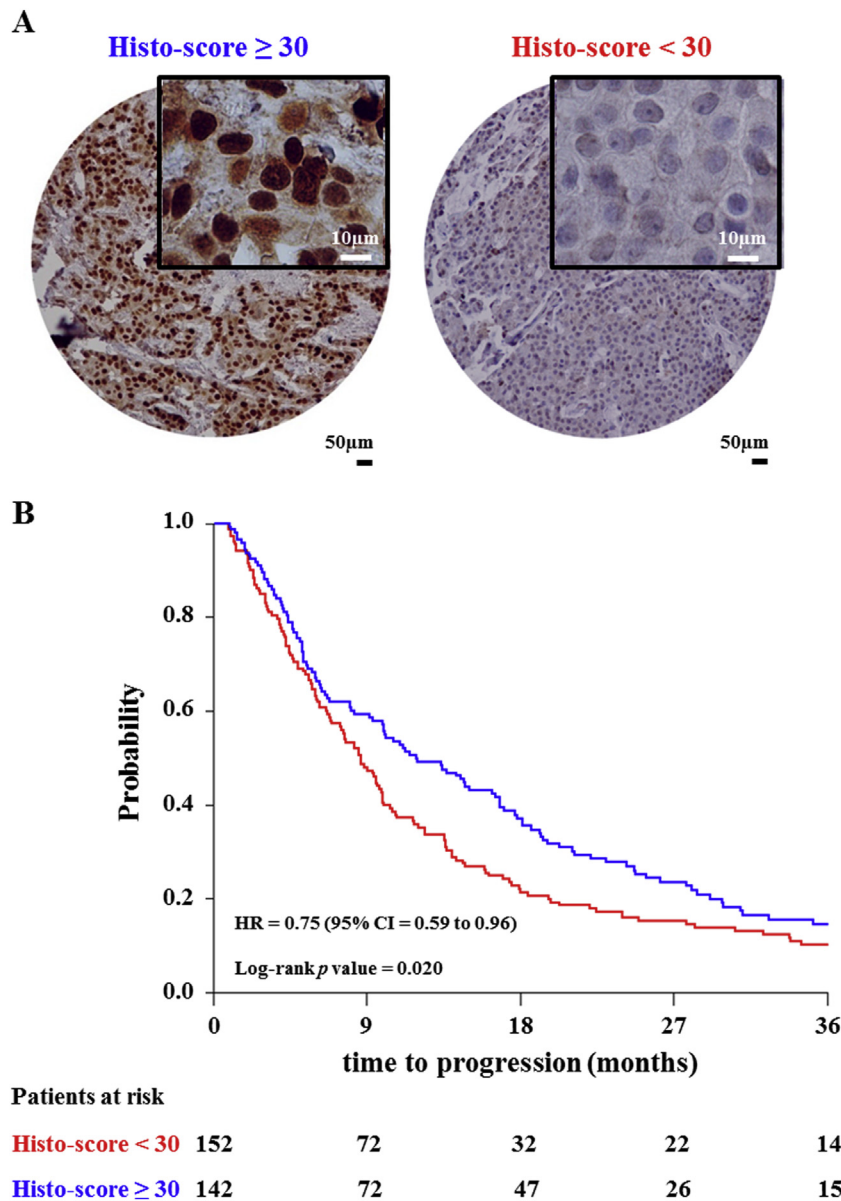 A
Histo-score ≥ 30
Histo-score < 30
10μm
10μm
50μm
50μm
B
1.0
0.8
0.6
0.4
0.2
0.0
Probability
HR = 0.75 (95% CI = 0.59 to 0.96)
Log-rank p value = 0.020
0 9 18 27 36
time to progression (months)
Patients at risk
Histo-score < 30 152 72 32 22 14
Histo-score ≥ 30 142 72 47 26 15